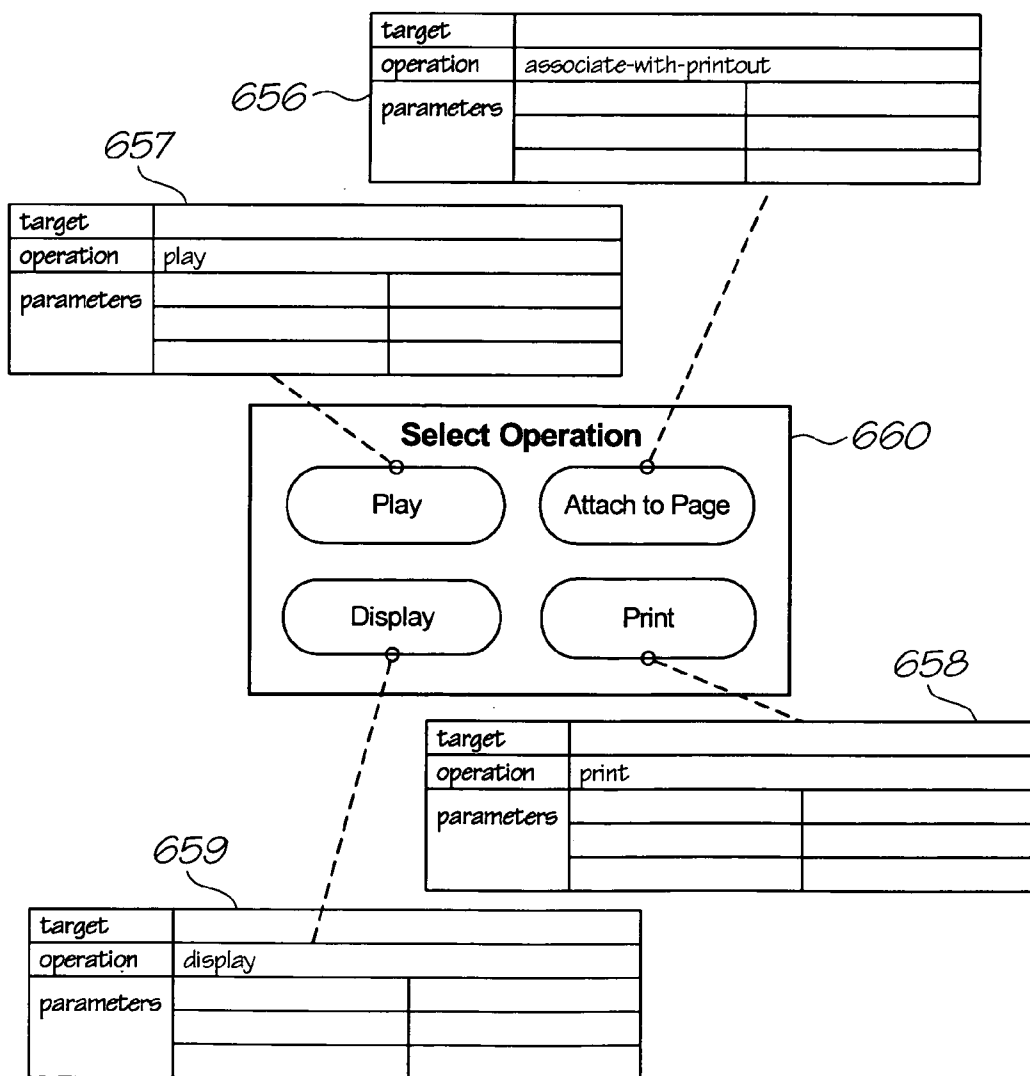 target
operation associate-with-printout
656
parameters
657
target
operation play
parameters
Select Operation
660
Play Attach to Page
Display Print
658
target
operation print
parameters
659
target
operation display
parameters